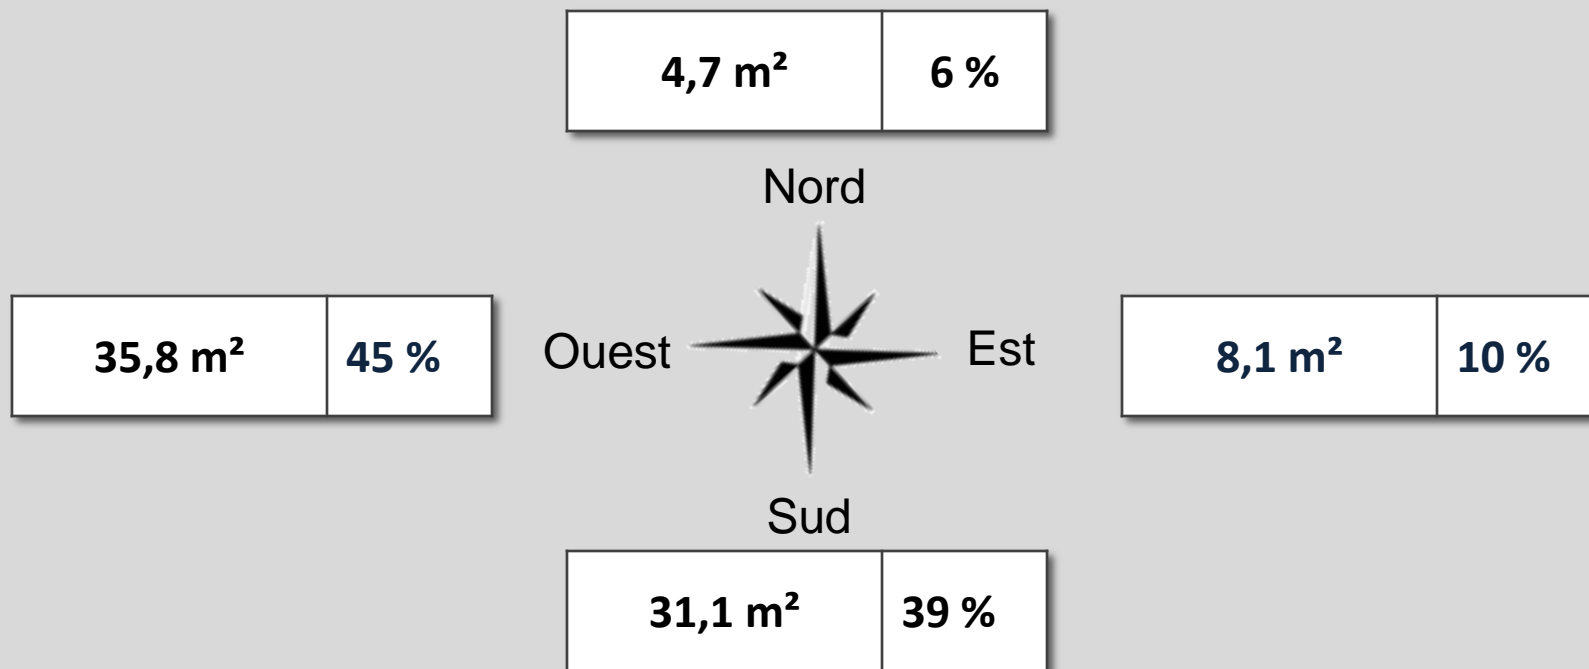 4,7 m² 6 %
Nord
35,8 m² 45 %
Ouest
Est
8,1 m² 10 %
Sud
31,1 m² 39 %